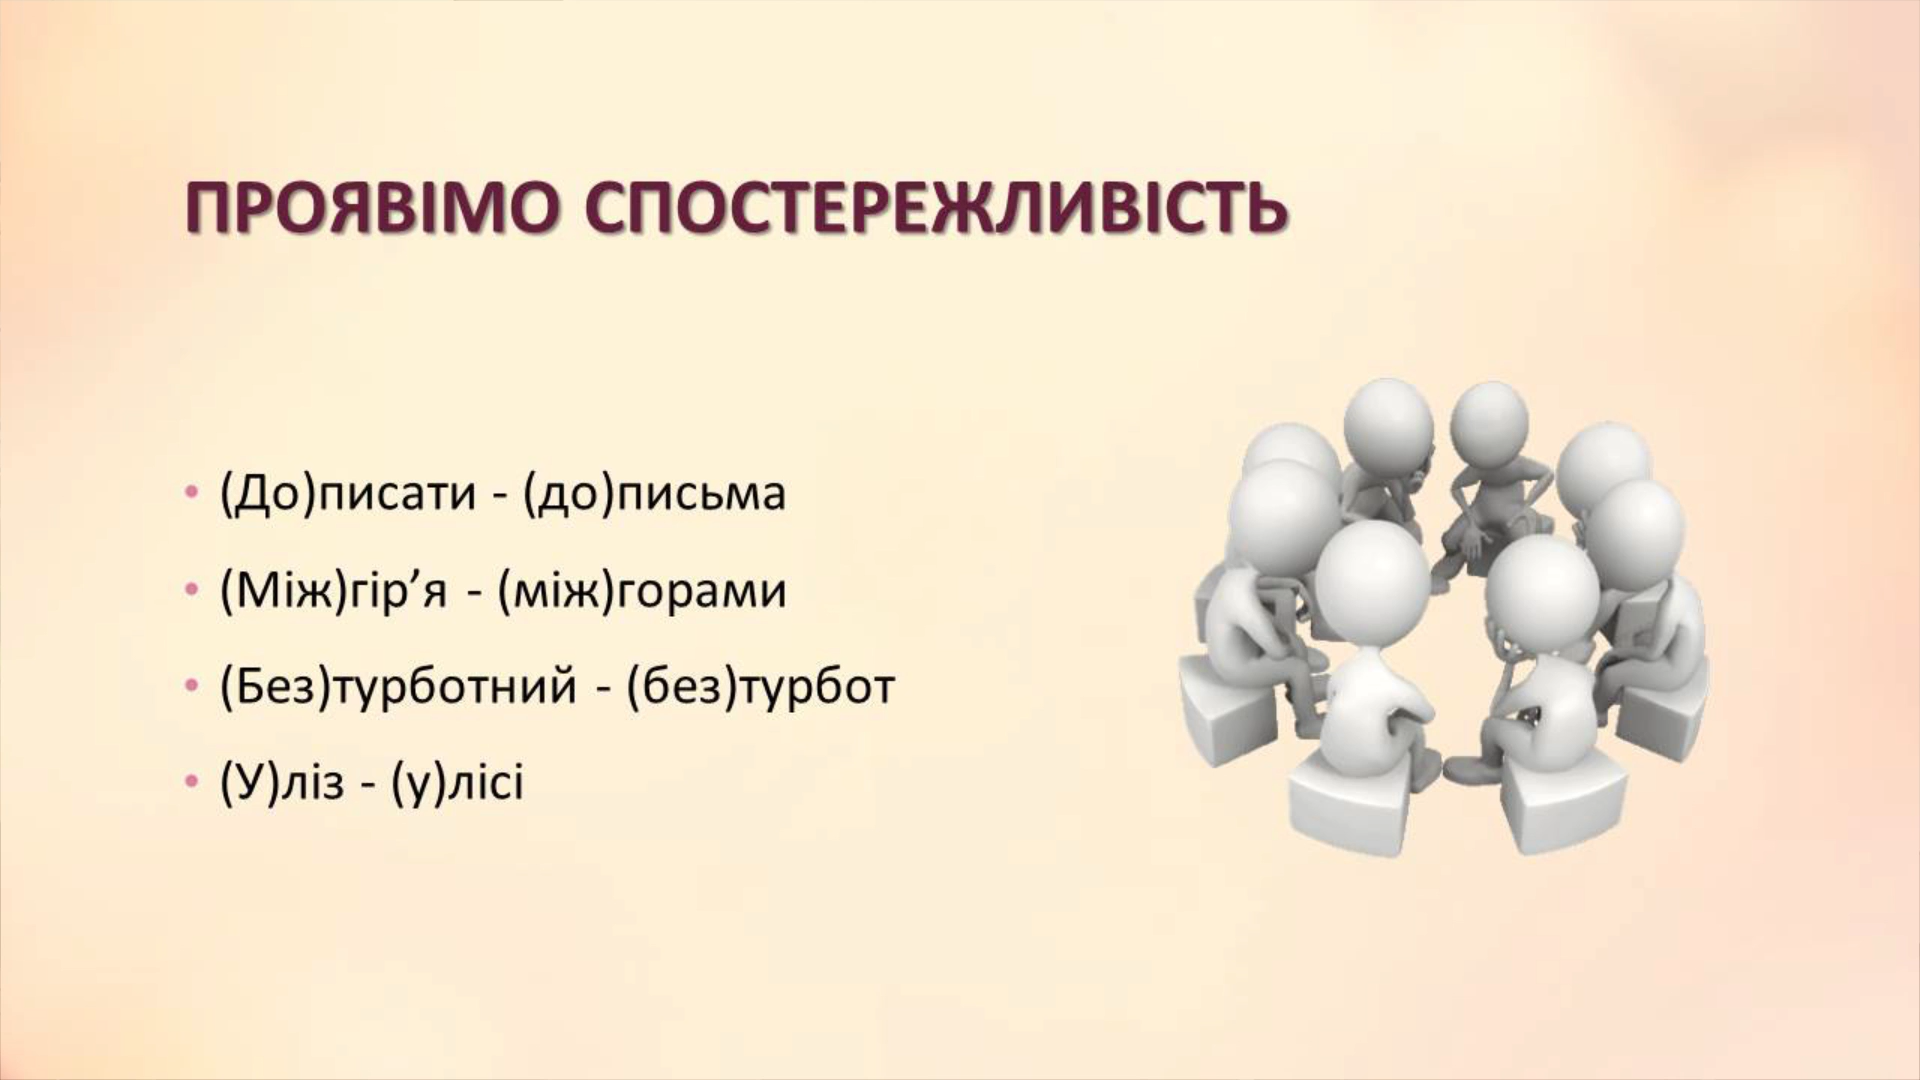 ПРОЯВІМО СПОСТЕРЕЖЛИВІСТЬ
• (До)писати - (до)письма
• (Між)гір’я - (між)горами
• (Без)турботний - (без)турбот
• (У)ліз - (у)лісі